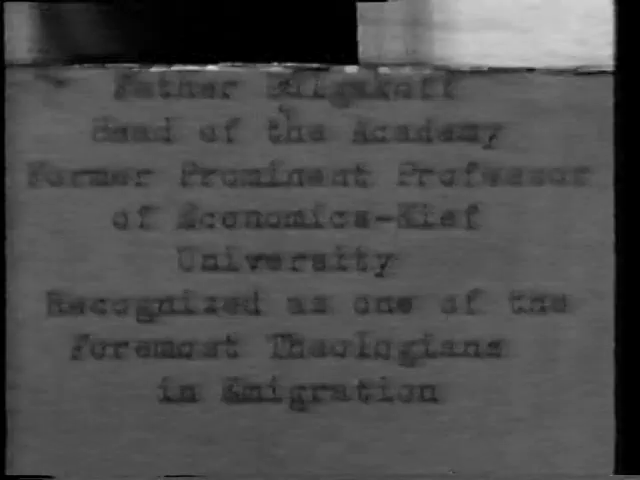 Father Bulgakoff
Head of the Academy
Former Prominent Professor
of Economics-Kief
University
Recognized as one of the
Foremost Theologians
in Emigration